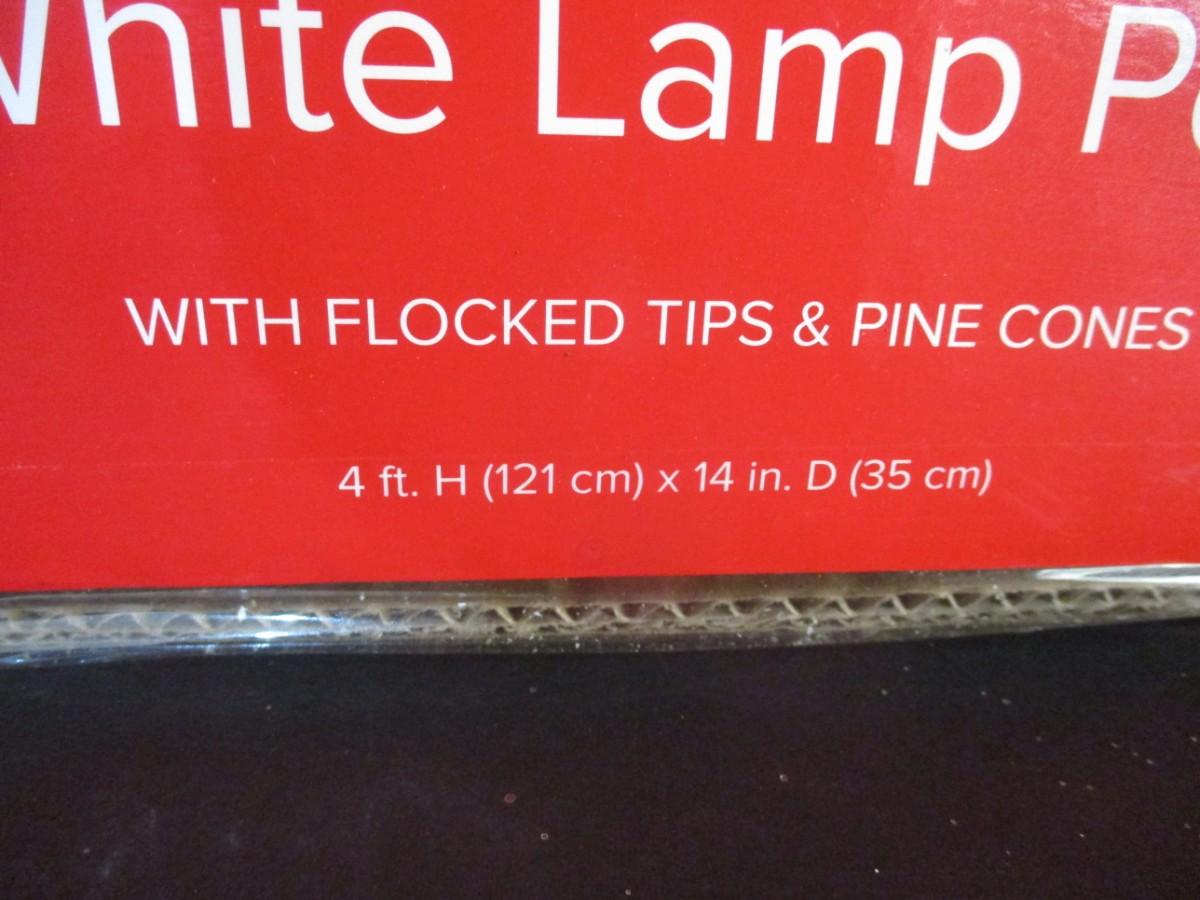 White Lamp
WITH FLOCKED TIPS & PINE CONES
4 ft. H (121 cm) x 14 in. D (35 cm)